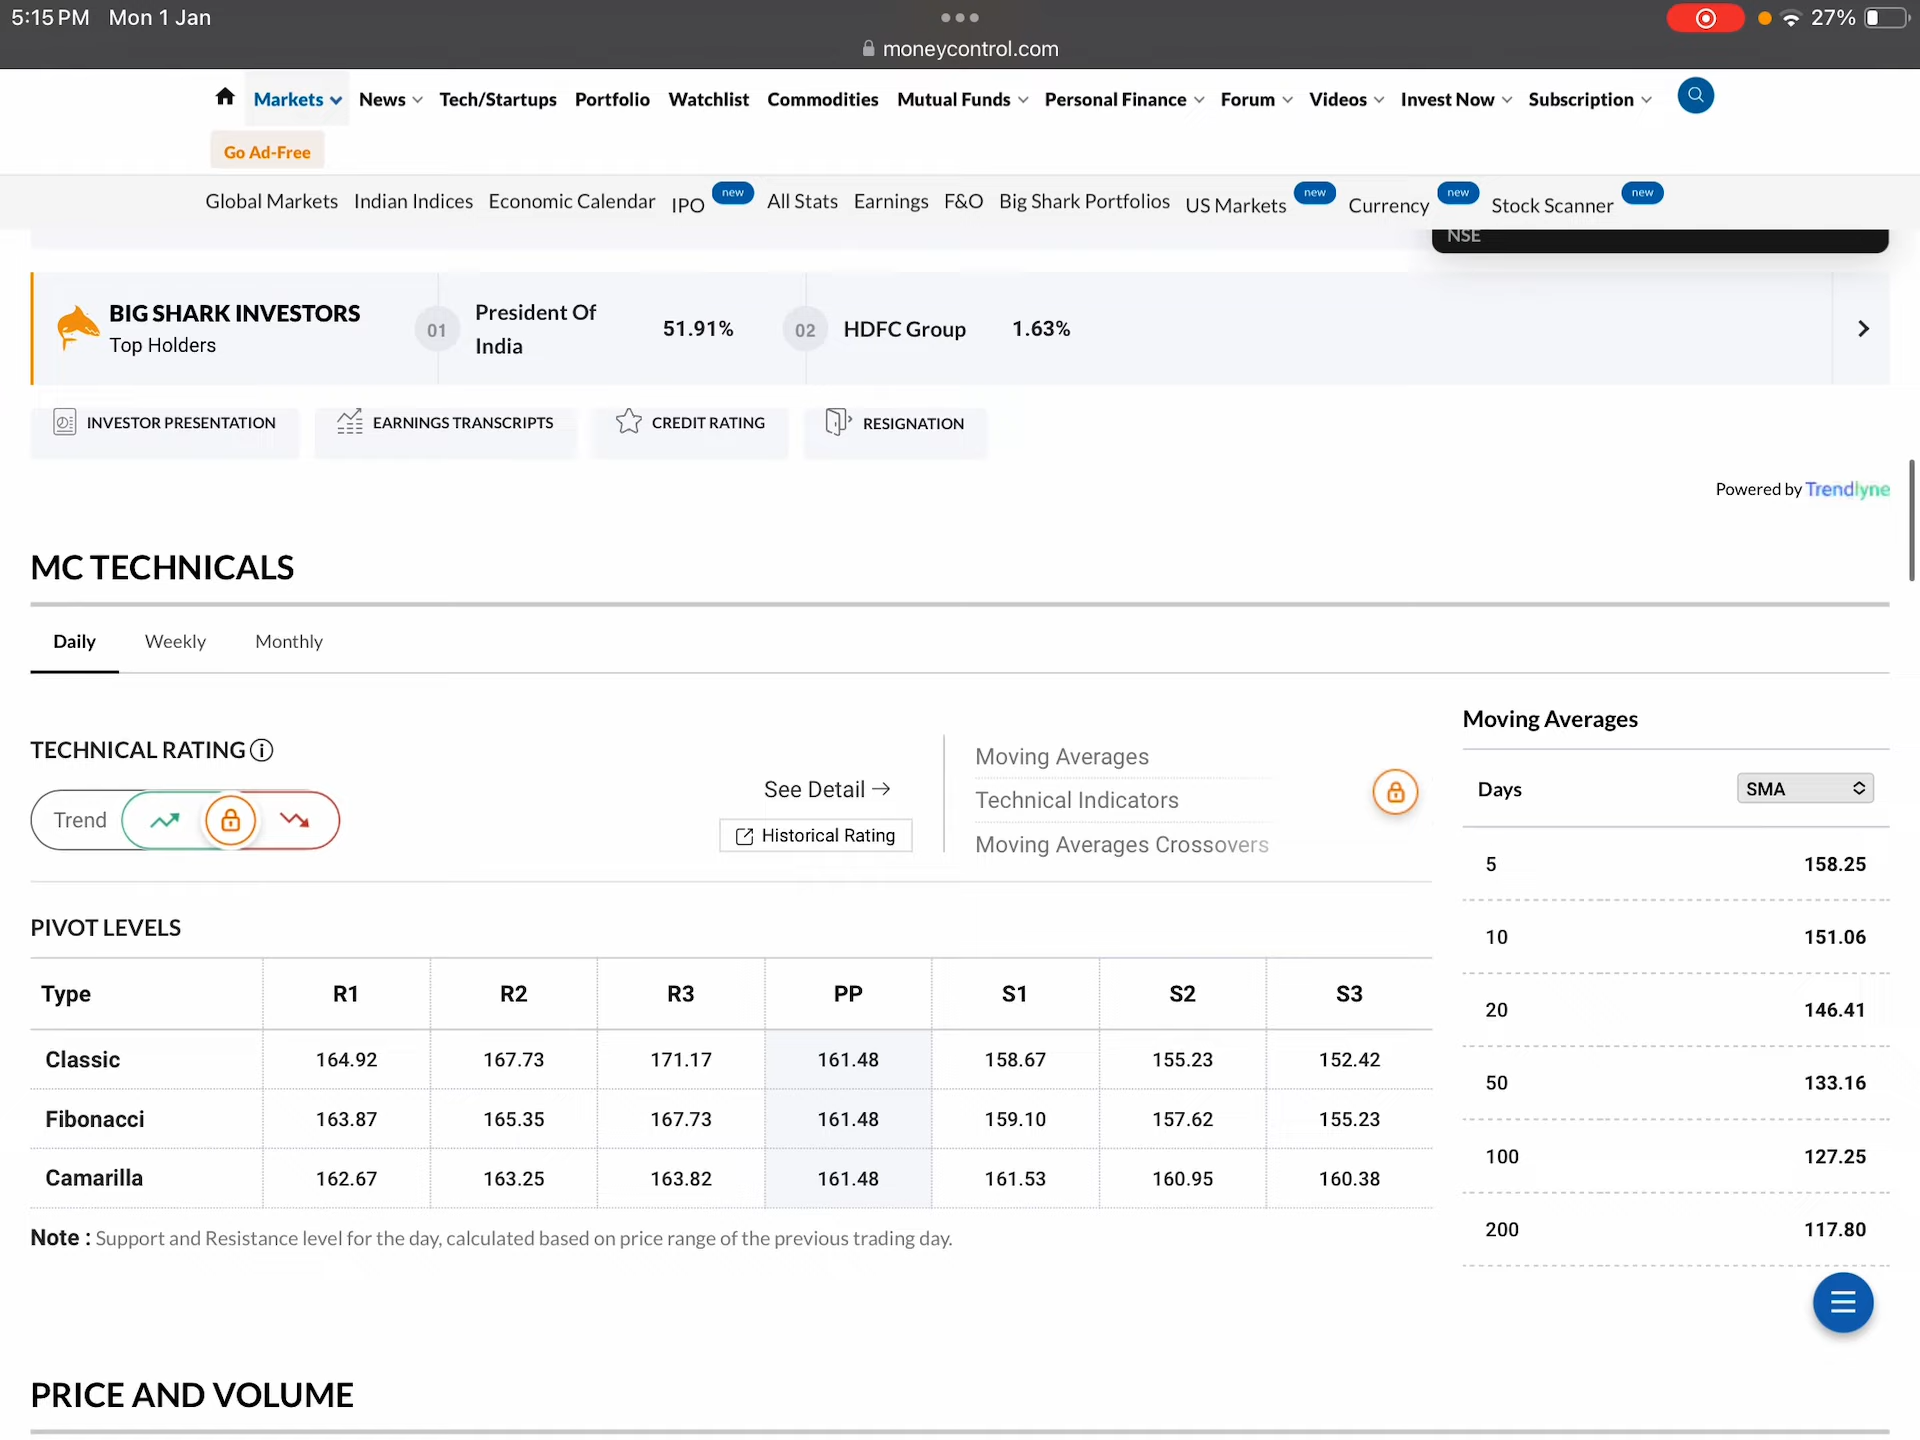 5:15 PM Mon 1 Jan
27%
moneycontrol.com
Markets News Tech/Startups Portfolio Watchlist Commodities Mutual Funds Personal Finance Forum Videos Invest Now Subscription
Go Ad-Free
Global Markets Indian Indices Economic Calendar IPO new All Stats Earnings F&O Big Shark Portfolios US Markets new Currency new Stock Scanner new
NSE
BIG SHARK INVESTORS
Top Holders
01
President Of
India
51.91%
02
HDFC Group
1.63%
INVESTOR PRESENTATION EARNINGS TRANSCRIPTS CREDIT RATING RESIGNATION
Powered by Trendlyne
MC TECHNICALS
Daily Weekly Monthly
TECHNICAL RATING
Trend
See Detail →
Historical Rating
Moving Averages
Technical Indicators
Moving Averages Crossovers
PIVOT LEVELS
Type R1 R2 R3 PP S1 S2 S3
Classic 164.92 167.73 171.17 161.48 158.67 155.23 152.42
Fibonacci 163.87 165.35 167.73 161.48 159.10 157.62 155.23
Camarilla 162.67 163.25 163.82 161.48 161.53 160.95 160.38
Note : Support and Resistance level for the day, calculated based on price range of the previous trading day.
Moving Averages
Days SMA
5 158.25
10 151.06
20 146.41
50 133.16
100 127.25
200 117.80
PRICE AND VOLUME